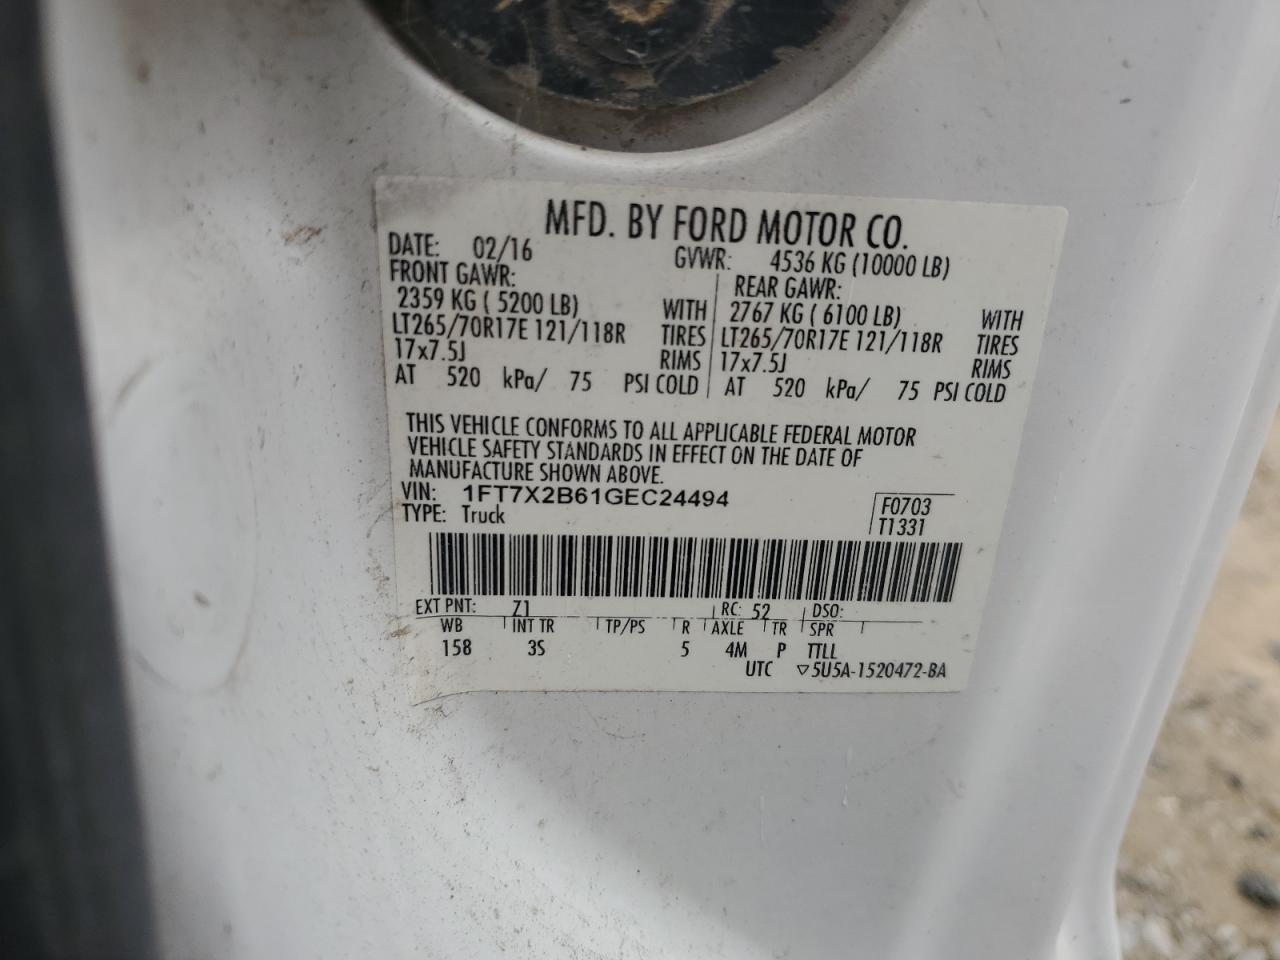 MFD. BY FORD MOTOR CO.
DATE: 02/16 GVWR: 4536 KG (10000 LB)
FRONT GAWR: REAR GAWR:
2359 KG ( 5200 LB) WITH 2767 KG ( 6100 LB) WITH
LT265/70R17E 121/118R TIRES LT265/70R17E 121/118R TIRES
17x7.5J RIMS 17x7.5J RIMS
AT 520 kPa/ 75 PSI COLD AT 520 kPa/ 75 PSI COLD
THIS VEHICLE CONFORMS TO ALL APPLICABLE FEDERAL MOTOR
VEHICLE SAFETY STANDARDS IN EFFECT ON THE DATE OF
MANUFACTURE SHOWN ABOVE.
VIN: 1FT7X2B61GEC24494 F0703
TYPE: Truck T1331
EXT PNT: Z1 RC: 52 DSO:
WB INT TR TP/PS R AXLE TR SPR
158 3S 5 4M P TTLL
UTC ▽5U5A-1520472-BA